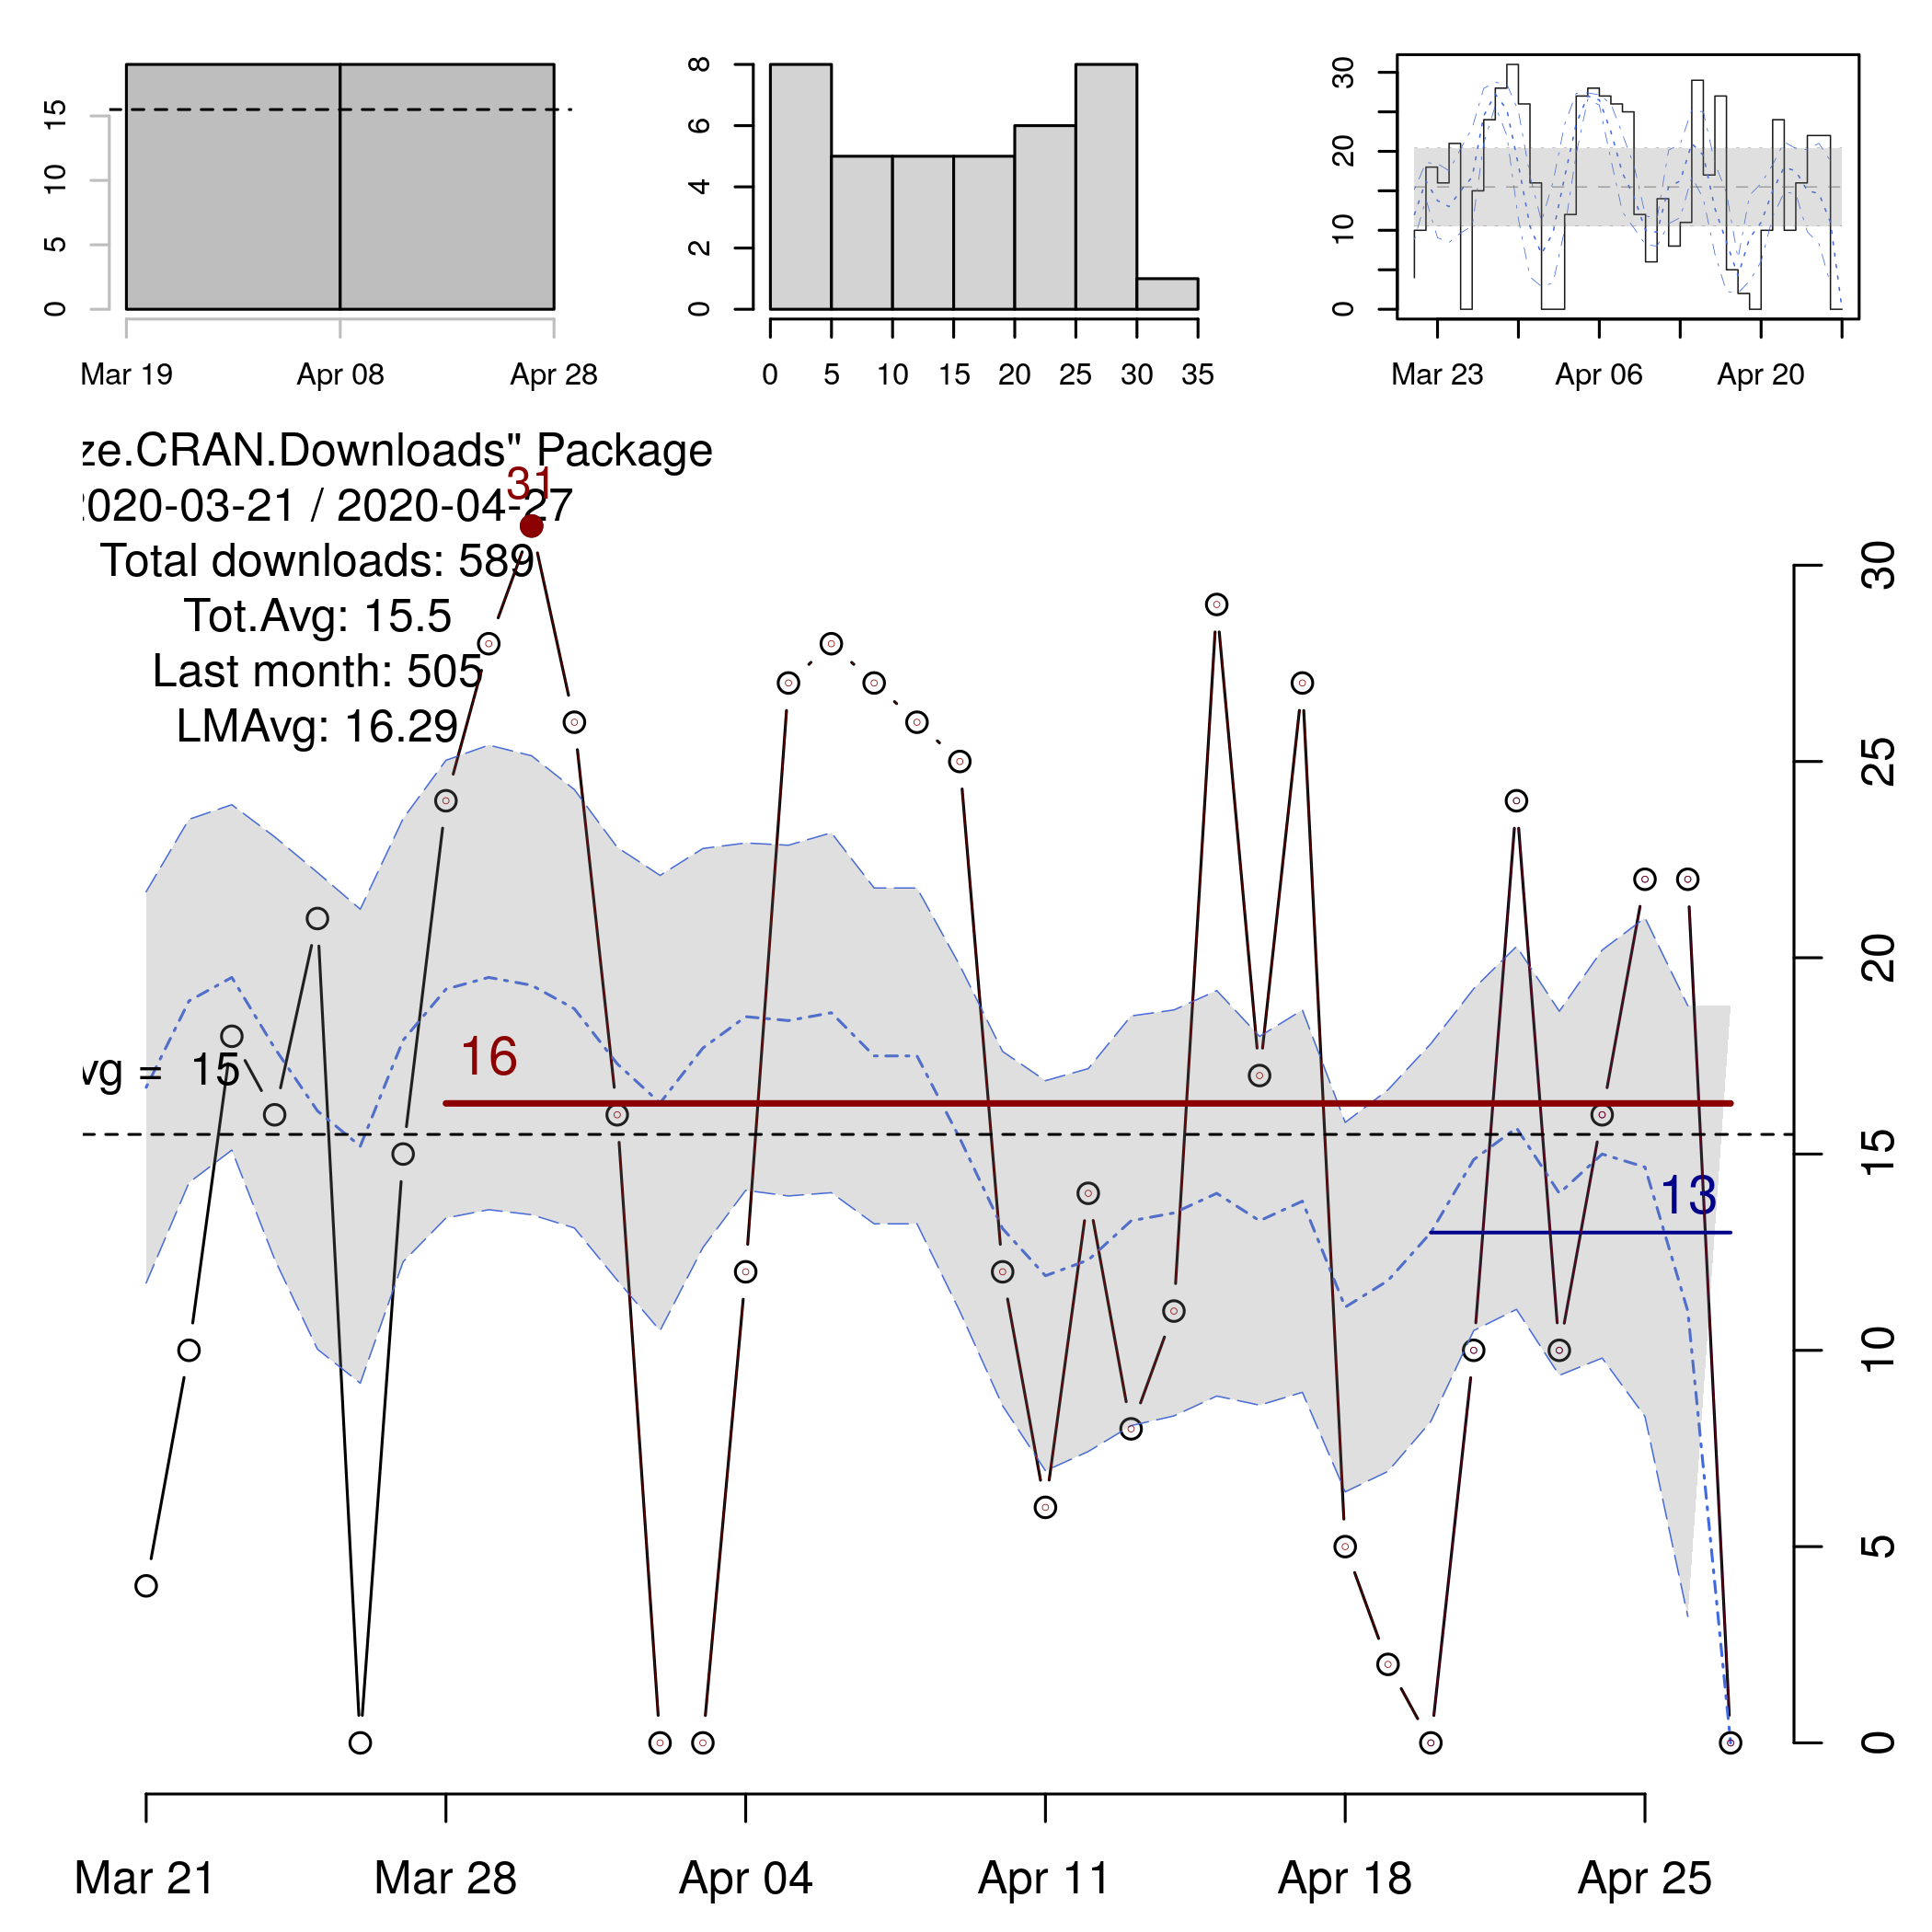 15
10
5
0
Mar 19 Apr 08 Apr 28
8
6
4
2
0
0 5 10 15 20 25 30 35
30
20
10
0
Mar 23 Apr 06 Apr 20
ze.CRAN.Downloads" Package
31
020-03-21 / 2020-04-27
Total downloads: 589
Tot.Avg: 15.5
Last month: 505
LMAvg: 16.29
16
vg = 15
13
30
25
20
15
10
5
0
Mar 21 Mar 28 Apr 04 Apr 11 Apr 18 Apr 25